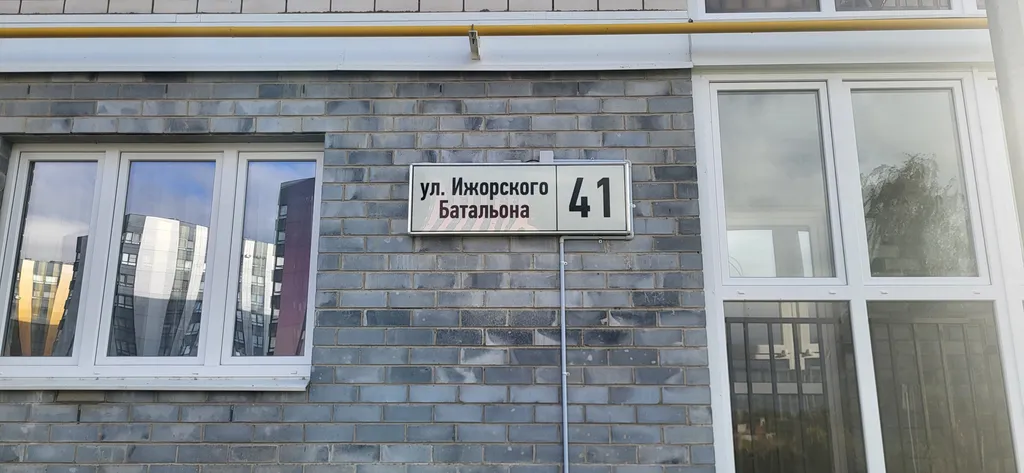 ул. Ижорского
Батальона
41